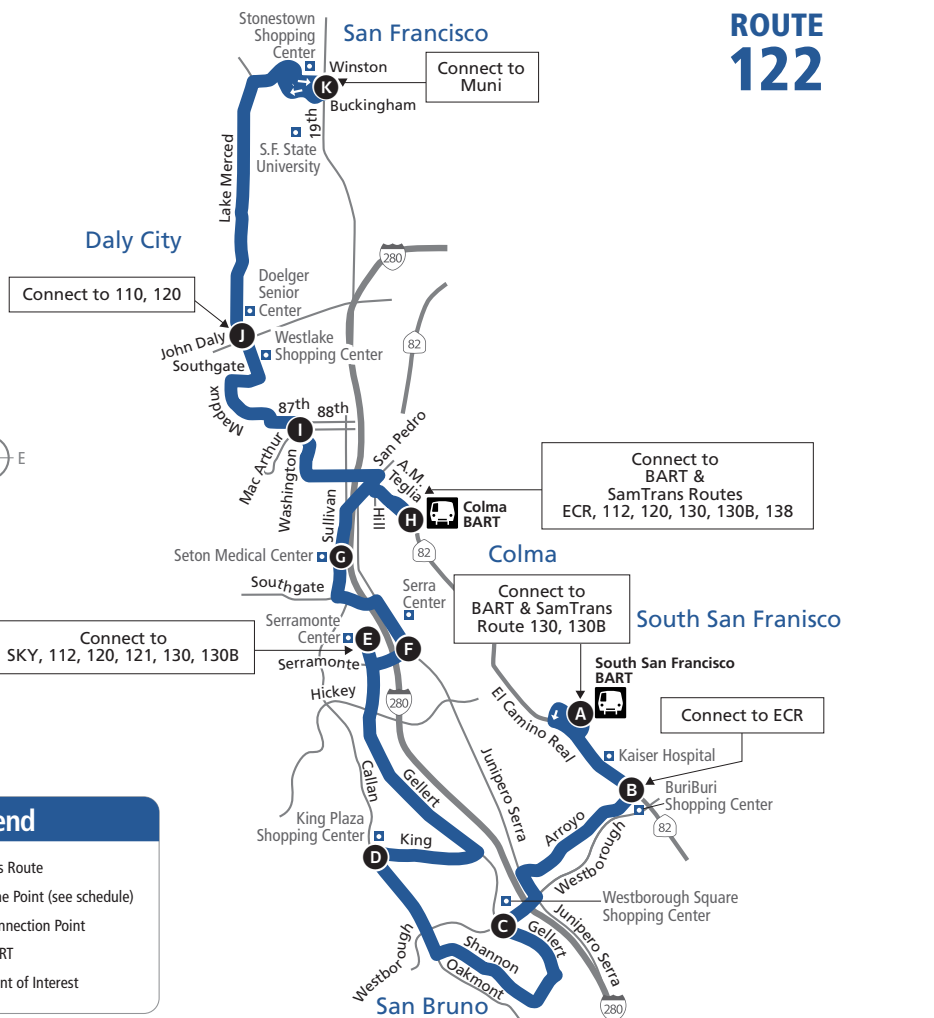 ROUTE
122
Stonestown
Shopping
Center
San Francisco
Winston
K
Connect to
Muni
Buckingham
19th
S.F. State
University
Lake Merced
Daly City
280
Connect to 110, 120
Doelger
Senior
Center
J
John Daly
Westlake
Shopping Center
Southgate
82
Maddux
87th
88th
I
San Pedro
Mac Arthur
Washington
A.M.
Teglia
E
Connect to
BART &
SamTrans Routes
ECR, 112, 120, 130, 130B, 138
Sullivan
Hill
H
Colma
BART
82
Seton Medical Center
G
Colma
Southgate
Serra
Center
Connect to
BART & SamTrans
Route 130, 130B
South San Franisco
Serramonte
Center
E
F
Connect to
SKY, 112, 120, 121, 130, 130B
Serramonte
South San Francisco
BART
Hickey
280
El Camino Real
A
Connect to ECR
Kaiser Hospital
Callan
Gellert
Junipero Serra
B
BuriBuri
Shopping Center
82
King Plaza
Shopping Center
King
D
Arroyo
Westborough
Westborough Square
Shopping Center
C
Gellert
Junipero Serra
Westborough
Shannon
Oakmont
San Bruno
280
end
s Route
e Point (see schedule)
nnection Point
RT
nt of Interest